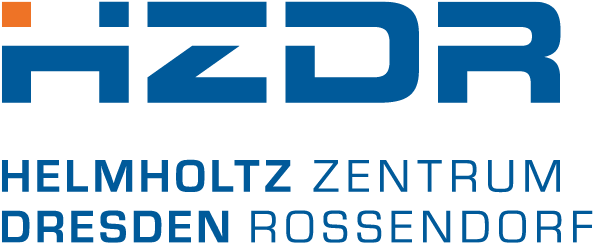 HZDR
HELMHOLTZ ZENTRUM
DRESDEN ROSSENDORF